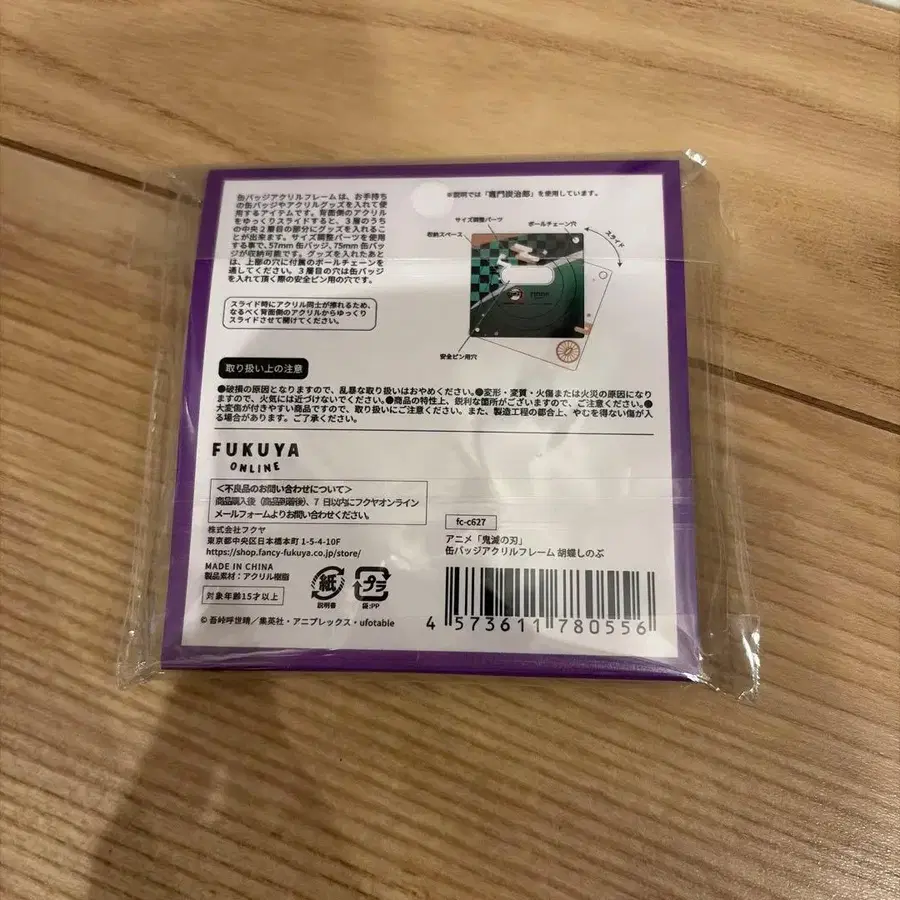 缶バッジアクリルフレームは、お手持ち
の缶バッジやアクリルグッズを入れて使
用するアイテムです。背面側のアクリル
をゆっくりスライドすると、3層のうち
の中央2層目の部分にグッズを入れるこ
とが出来ます。サイズ調整パーツを使用
する事で、57mm缶バッジ、75mm缶バッジ
が収納可能です。グッズを入れたあと
は、上部の穴に付属のボールチェーンを
通してください。3層目の穴は缶バッジ
を入れて頂く際の安全ピン用の穴です。
スライド時にアクリル同士が擦れるため、
なるべく背面側のアクリルからゆっくり
スライドさせて開けてください。
※説明では「竈門炭治郎」を使用しています。
サイズ調整パーツ
ボールチェーン穴
収納スペース
スライド
安全ピン用穴
取り扱い上の注意
●破損の原因となりますので、乱暴な取り扱いはおやめください。●変形・変質・火傷または火災の原因になり
ますので、火気には近づけないでください。●商品の特性上、鋭利な箇所がございますので、ご注意ください。●
大変傷が付きやすい商品ですので、取り扱いにご注意ください。また、製造工程の都合上、やむを得ない傷が入
る場合があります。ご了承ください。
FUKUYA
ONLINE
<不良品のお問い合わせについて>
商品購入後(商品到着後)、7日以内にフクヤオンライン
メールフォームよりお問い合わせください。
株式会社フクヤ
東京都中央区日本橋本町 1-5-4-10F
https://shop.fancy-fukuya.co.jp/store/
MADE IN CHINA
製品素材：アクリル樹脂
対象年齢15才以上
紙
説明書
プラ
袋:PP
© 吾峠呼世晴／集英社・アニプレックス・ufotable
fc-c627
アニメ「鬼滅の刃」
缶バッジアクリルフレーム 胡蝶しのぶ
4 573611 780556